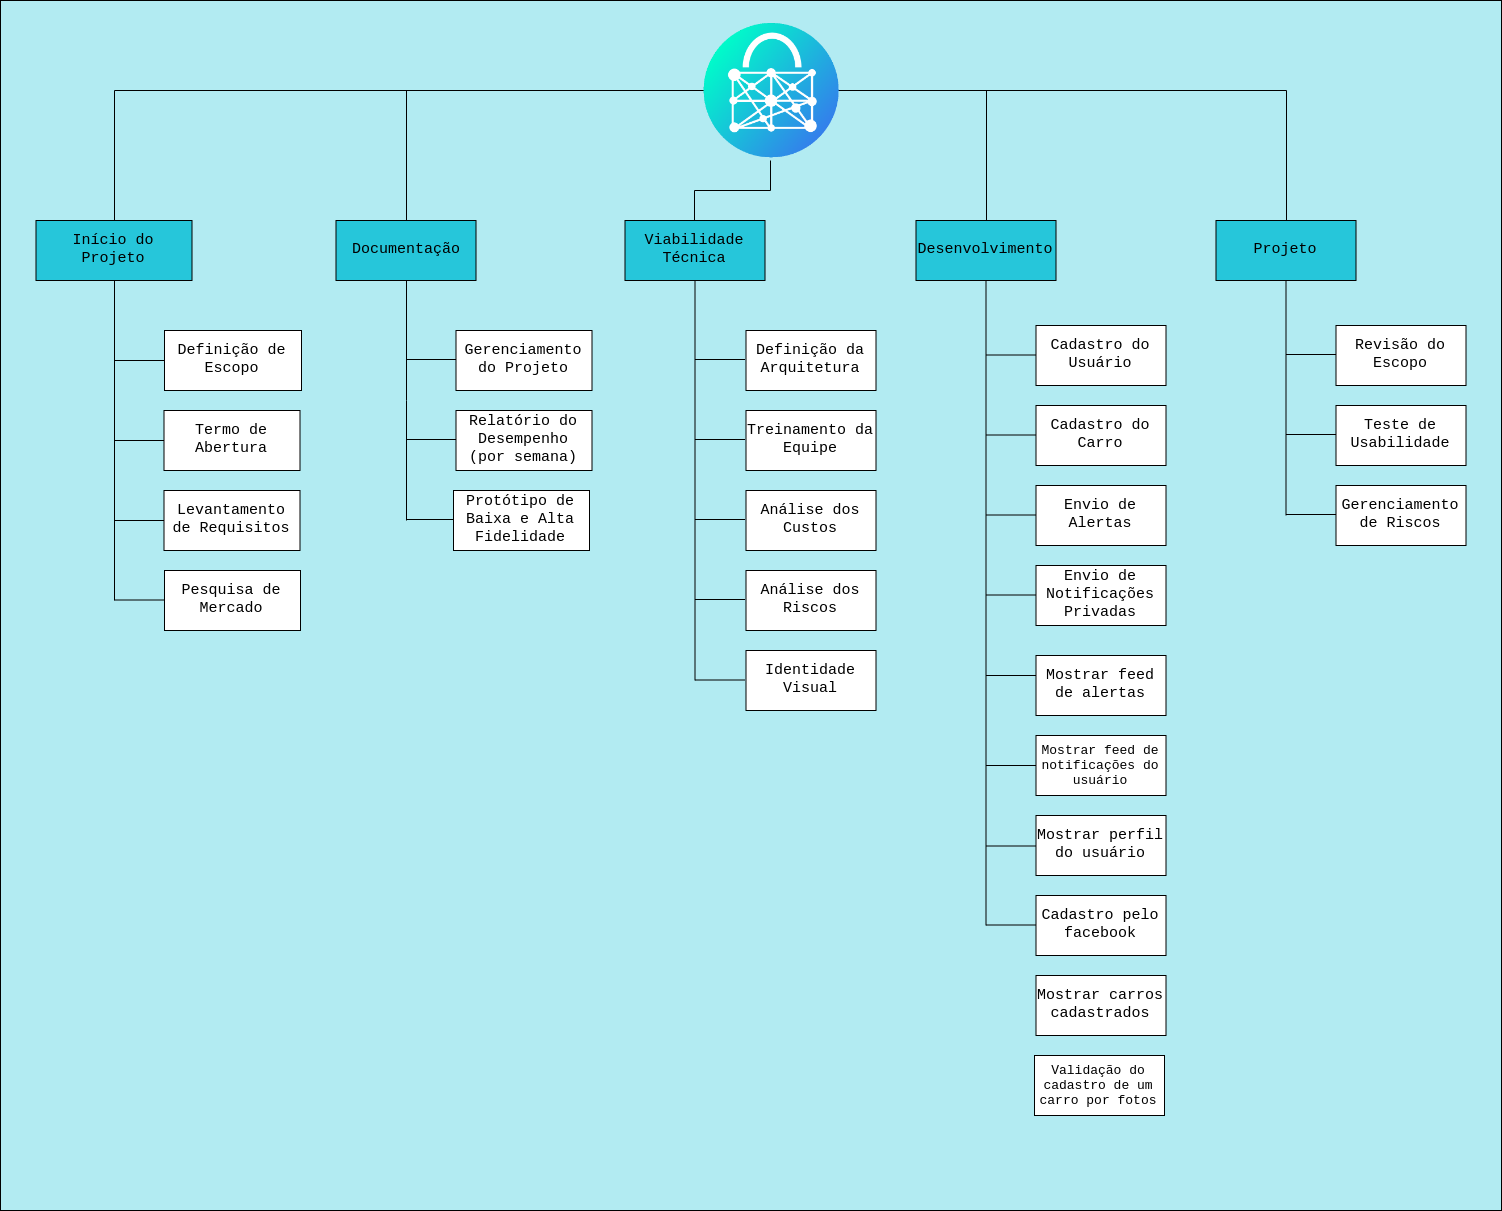 Início do
Projeto
Documentação
Viabilidade
Técnica
Desenvolvimento
Projeto
Definição de
Escopo
Termo de
Abertura
Levantamento
de Requisitos
Pesquisa de
Mercado
Gerenciamento
do Projeto
Relatório do
Desempenho
(por semana)
Protótipo de
Baixa e Alta
Fidelidade
Definição da
Arquitetura
Treinamento da
Equipe
Análise dos
Custos
Análise dos
Riscos
Identidade
Visual
Cadastro do
Usuário
Cadastro do
Carro
Envio de
Alertas
Envio de
Notificações
Privadas
Mostrar feed
de alertas
Mostrar feed de
notificações do
usuário
Mostrar perfil
do usuário
Cadastro pelo
facebook
Mostrar carros
cadastrados
Validação do
cadastro de um
carro por fotos
Revisão do
Escopo
Teste de
Usabilidade
Gerenciamento
de Riscos